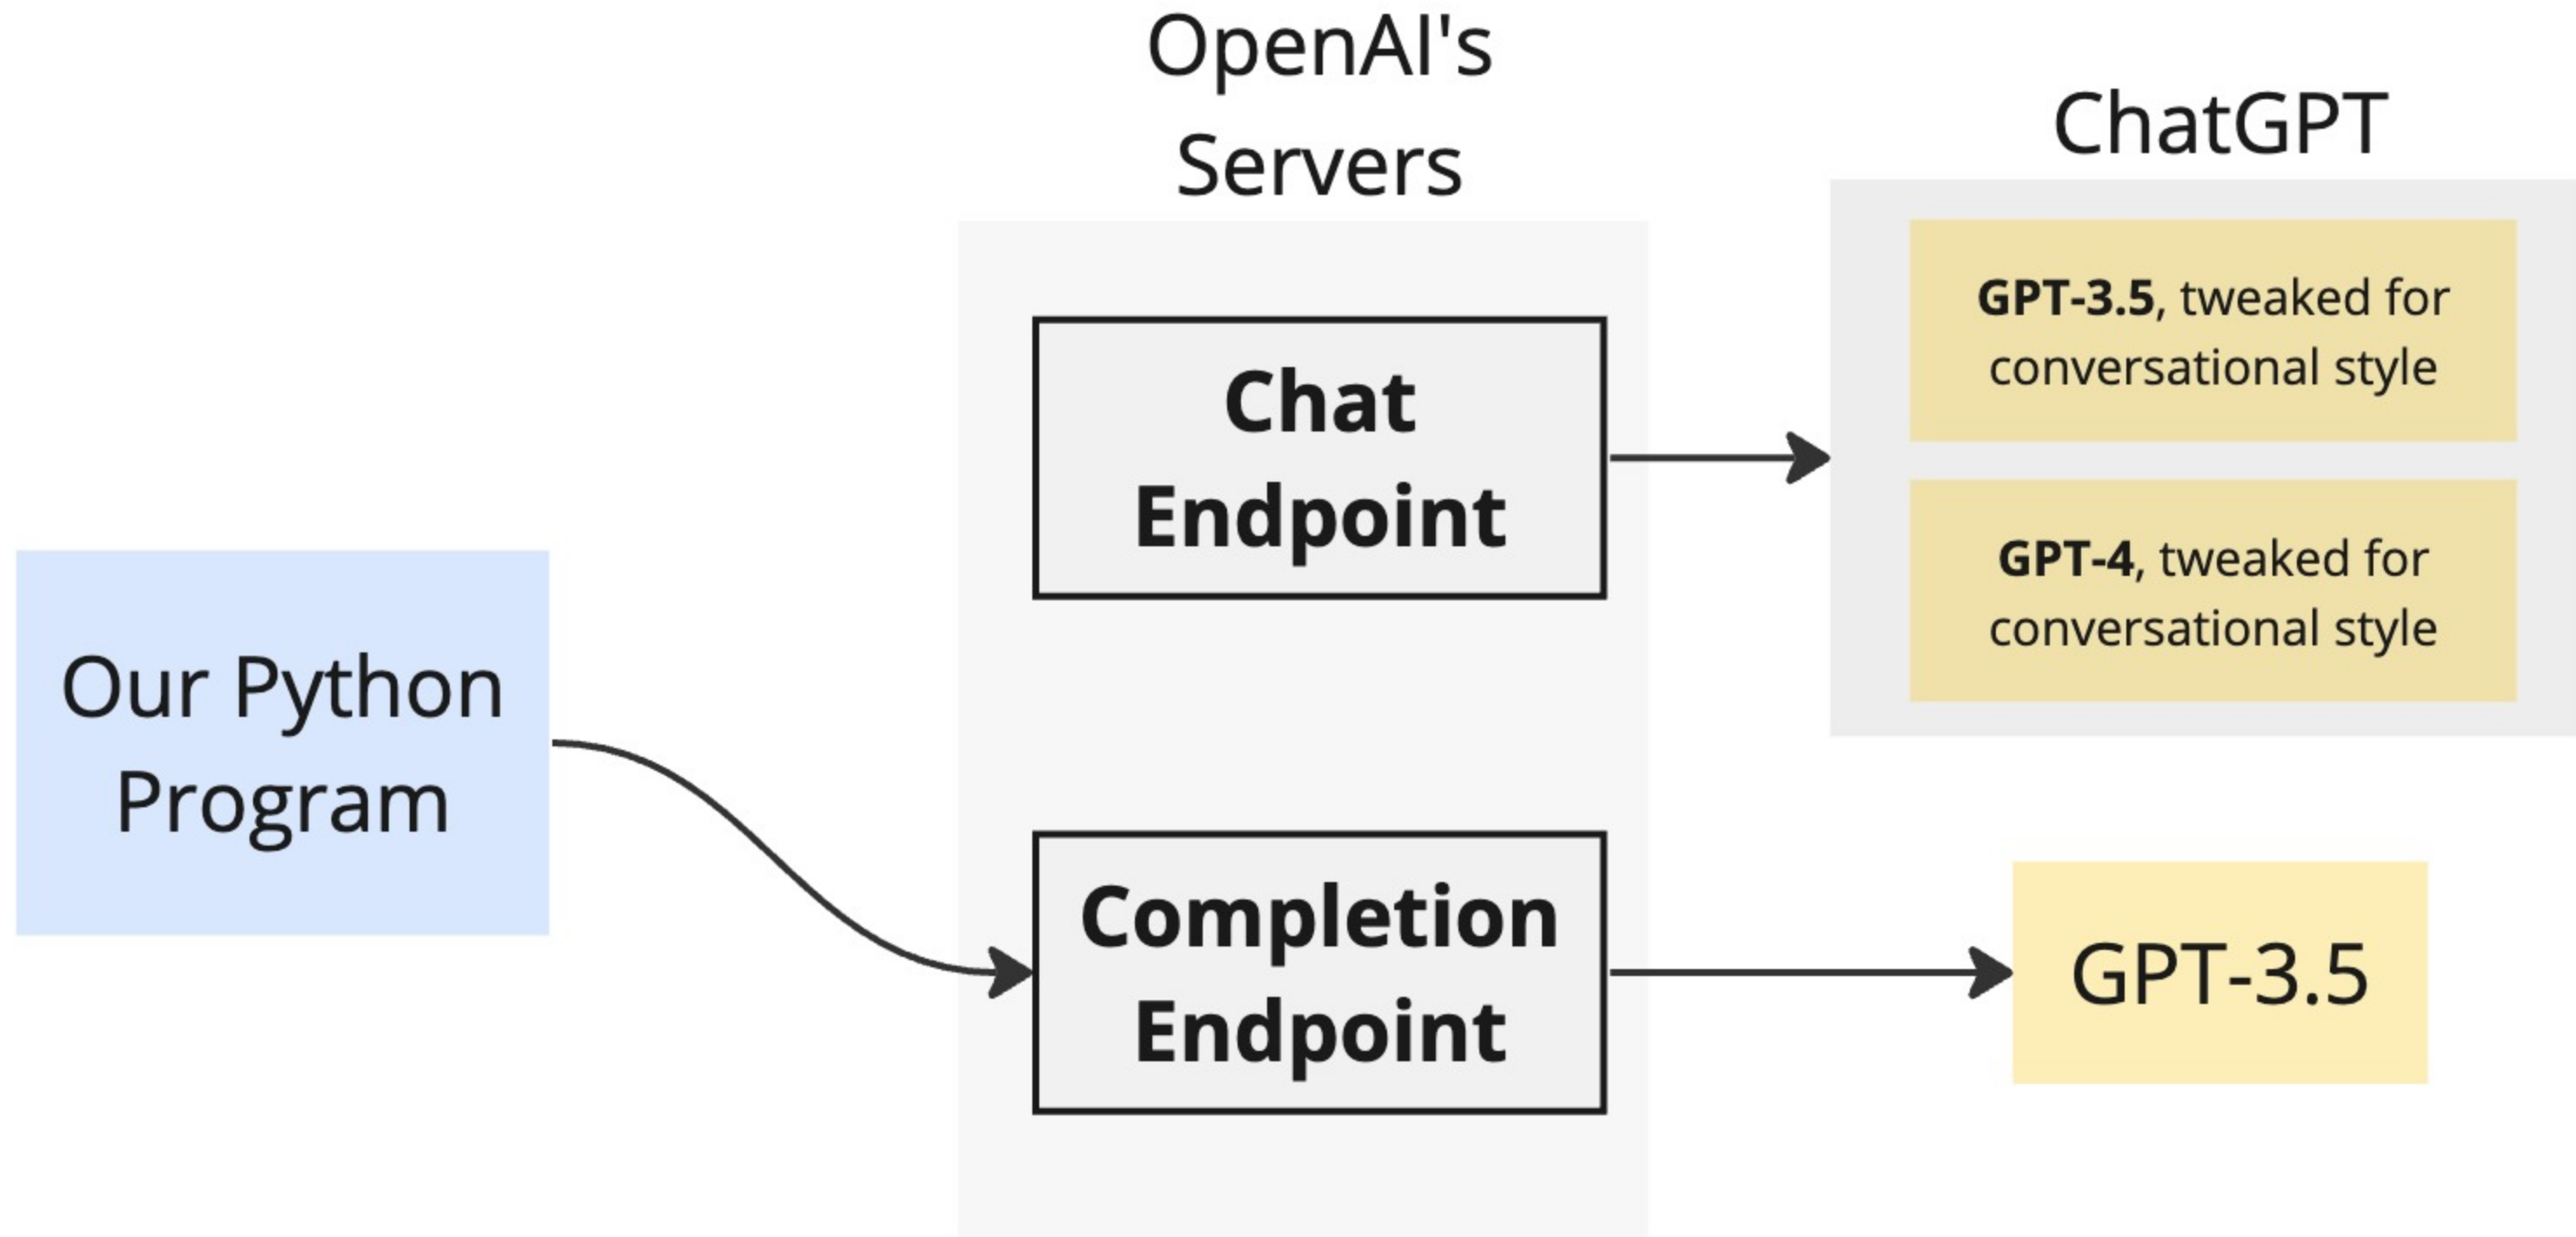 OpenAI's
Servers
ChatGPT
GPT-3.5, tweaked for
conversational style
GPT-4, tweaked for
conversational style
Chat
Endpoint
Our Python
Program
Completion
Endpoint
GPT-3.5